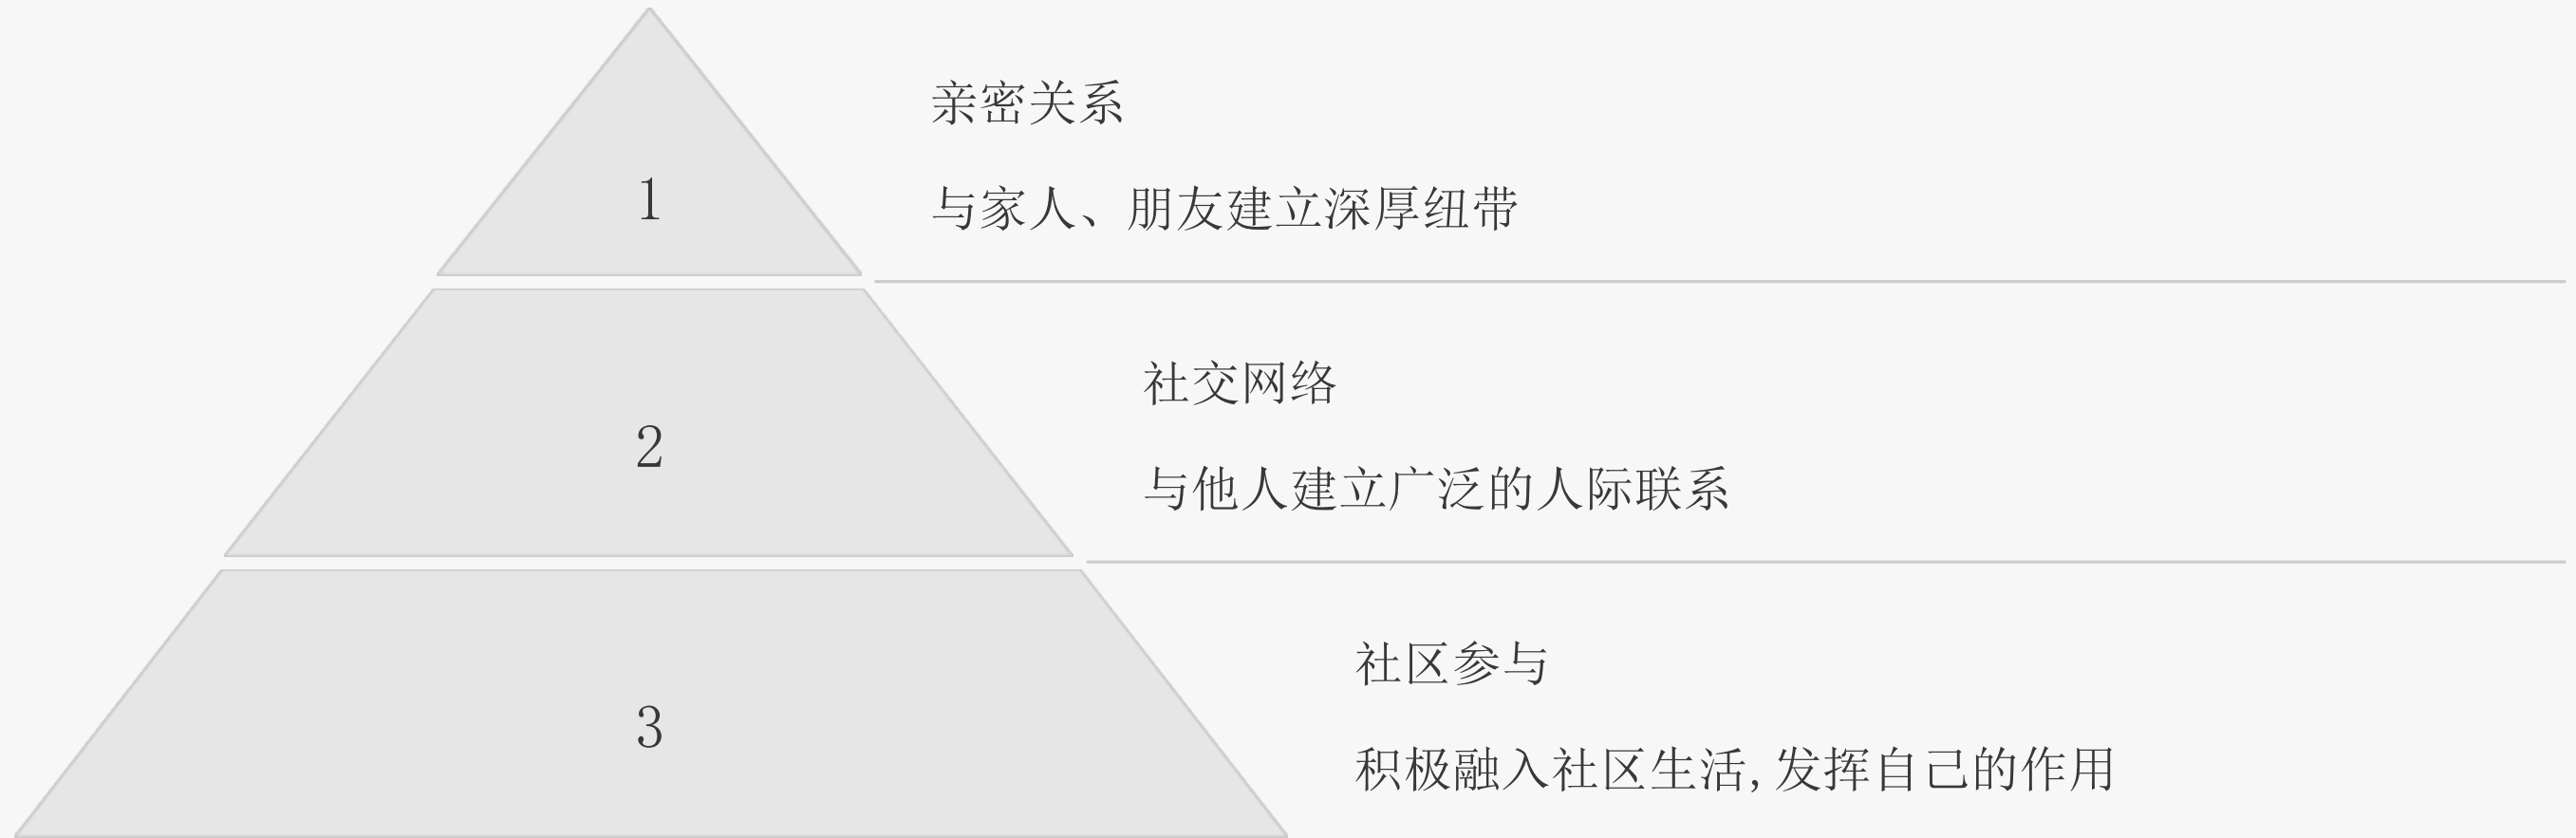 1
亲密关系
与家人、朋友建立深厚纽带
2
社交网络
与他人建立广泛的人际联系
3
社区参与
积极融入社区生活,发挥自己的作用